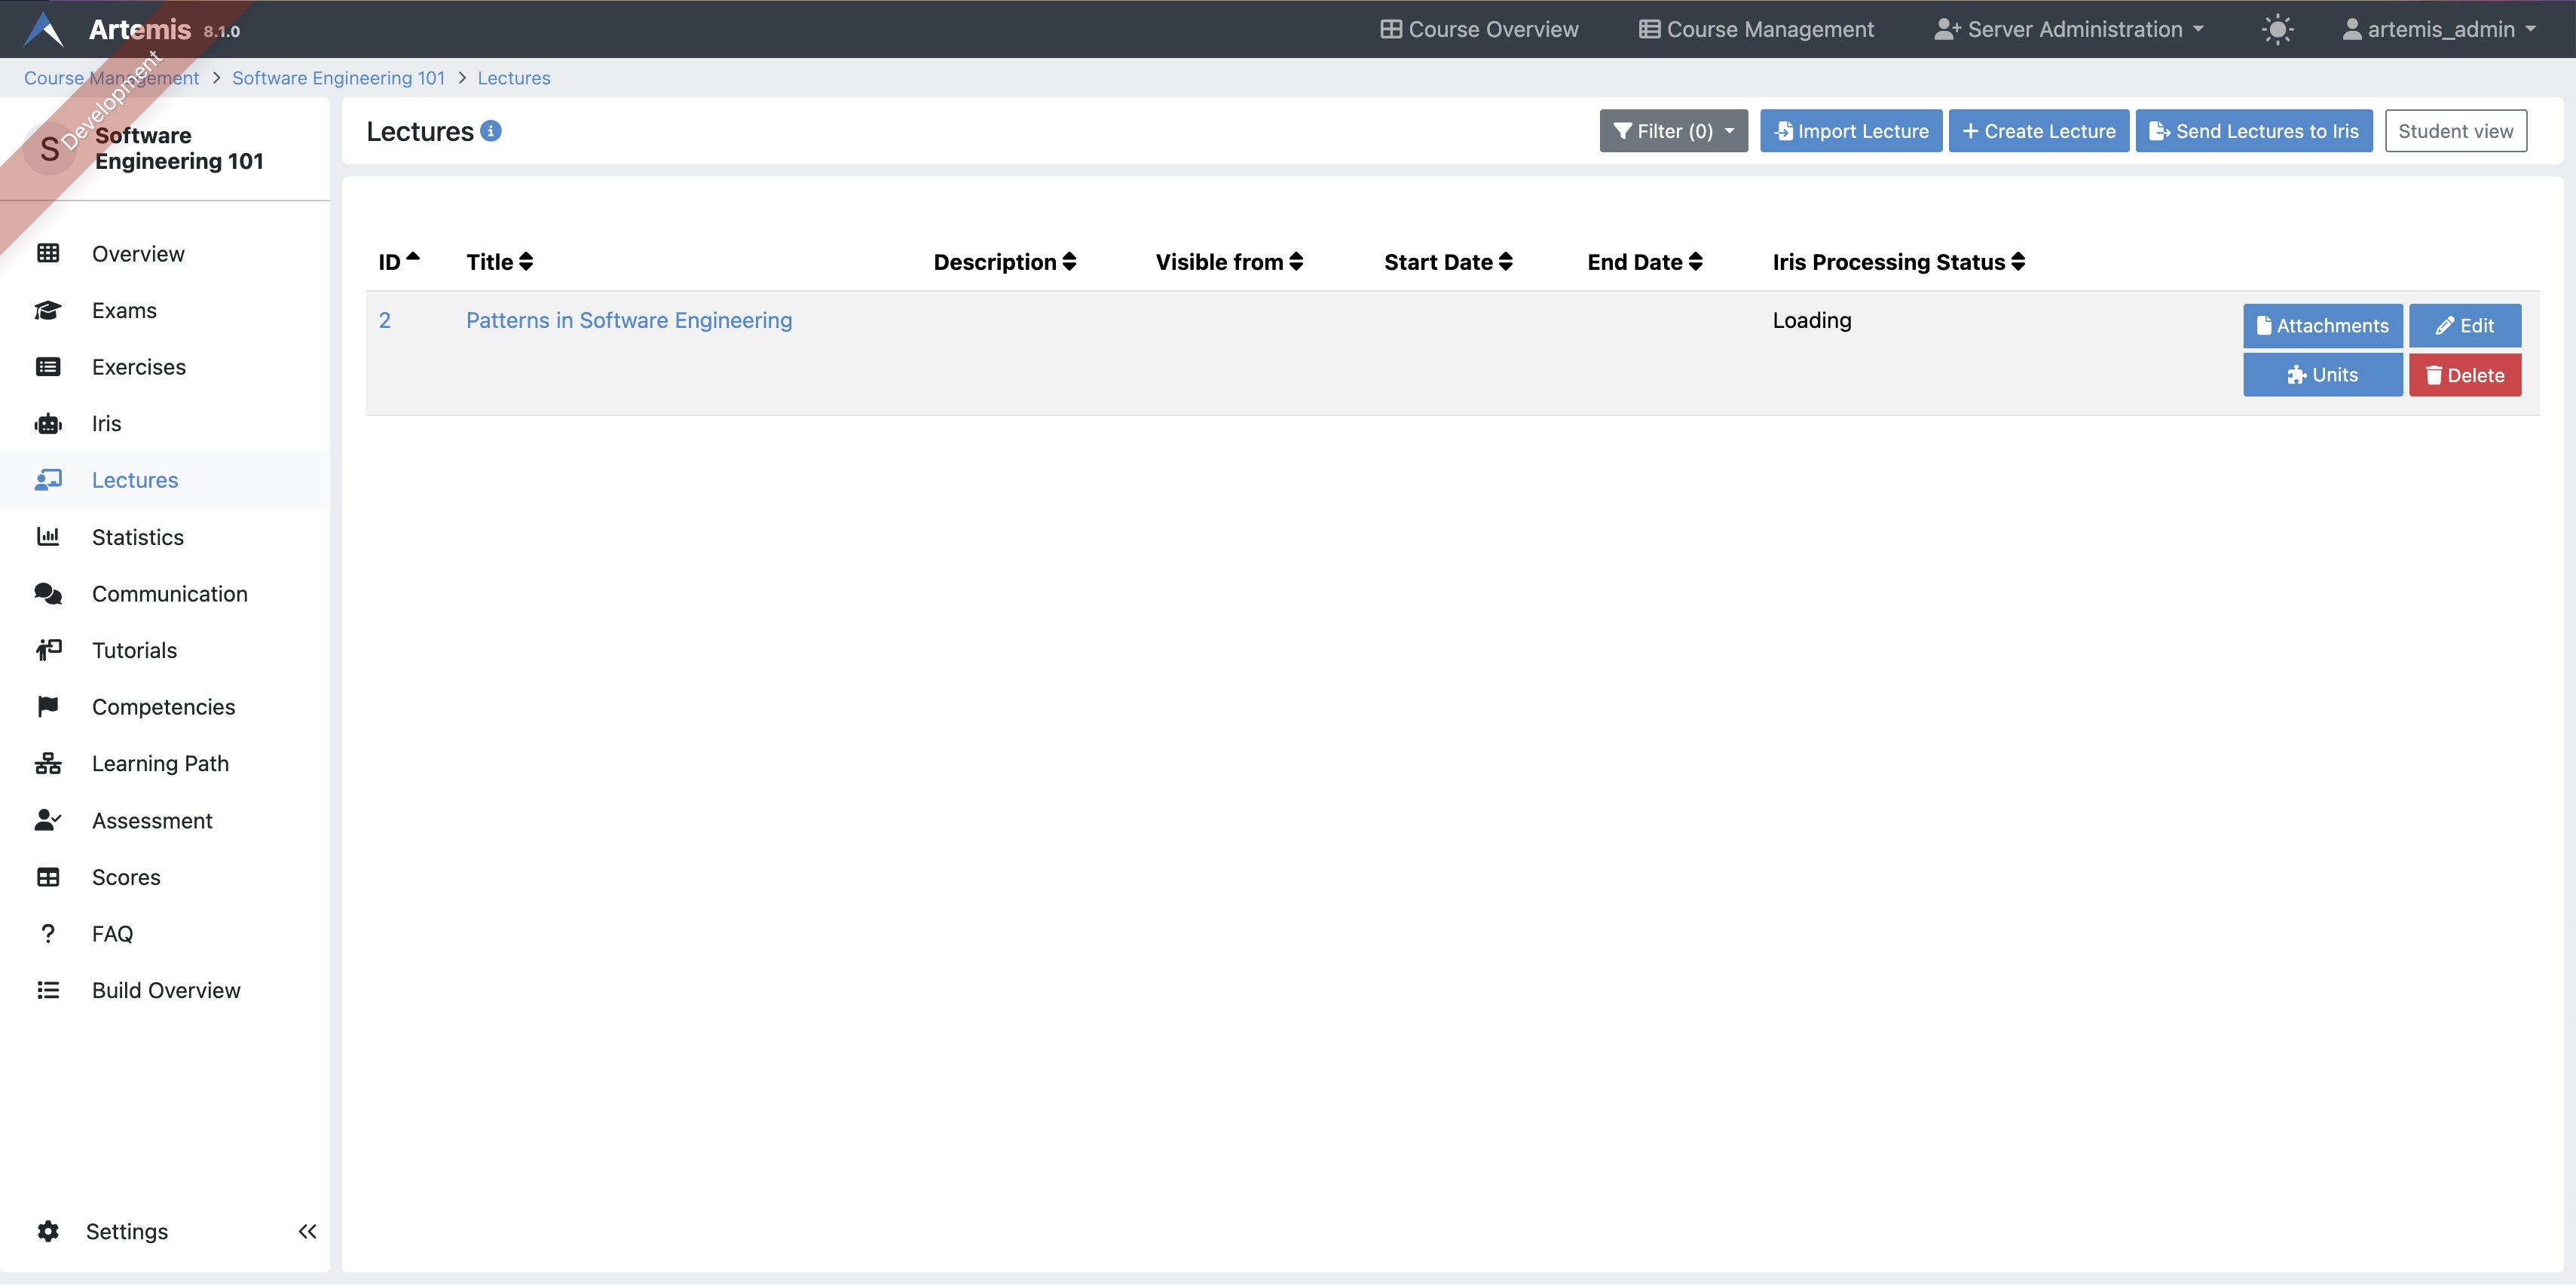 Artemis 8.1.0
Course Overview
Course Management
Server Administration
artemis_admin
Course Management > Software Engineering 101 > Lectures
Development
S
Software
Engineering 101
Lectures
Filter (0)
Import Lecture
+ Create Lecture
Send Lectures to Iris
Student view
Overview
Exams
Exercises
Iris
Lectures
Statistics
Communication
Tutorials
Competencies
Learning Path
Assessment
Scores
? FAQ
Build Overview
Settings
ID Title Description Visible from Start Date End Date Iris Processing Status
2 Patterns in Software Engineering Loading
Attachments Edit
Units Delete